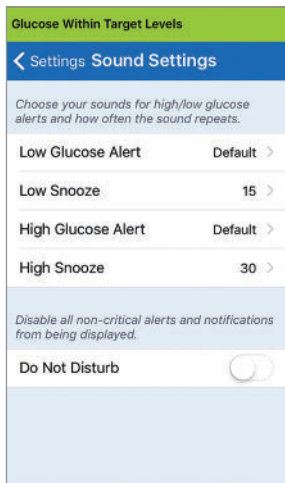 Glucose Within Target Levels
Settings Sound Settings
Choose your sounds for high/low glucose
alerts and how often the sound repeats.
Low Glucose Alert Default
Low Snooze 15
High Glucose Alert Default
High Snooze 30
Disable all non-critical alerts and notifications
from being displayed.
Do Not Disturb